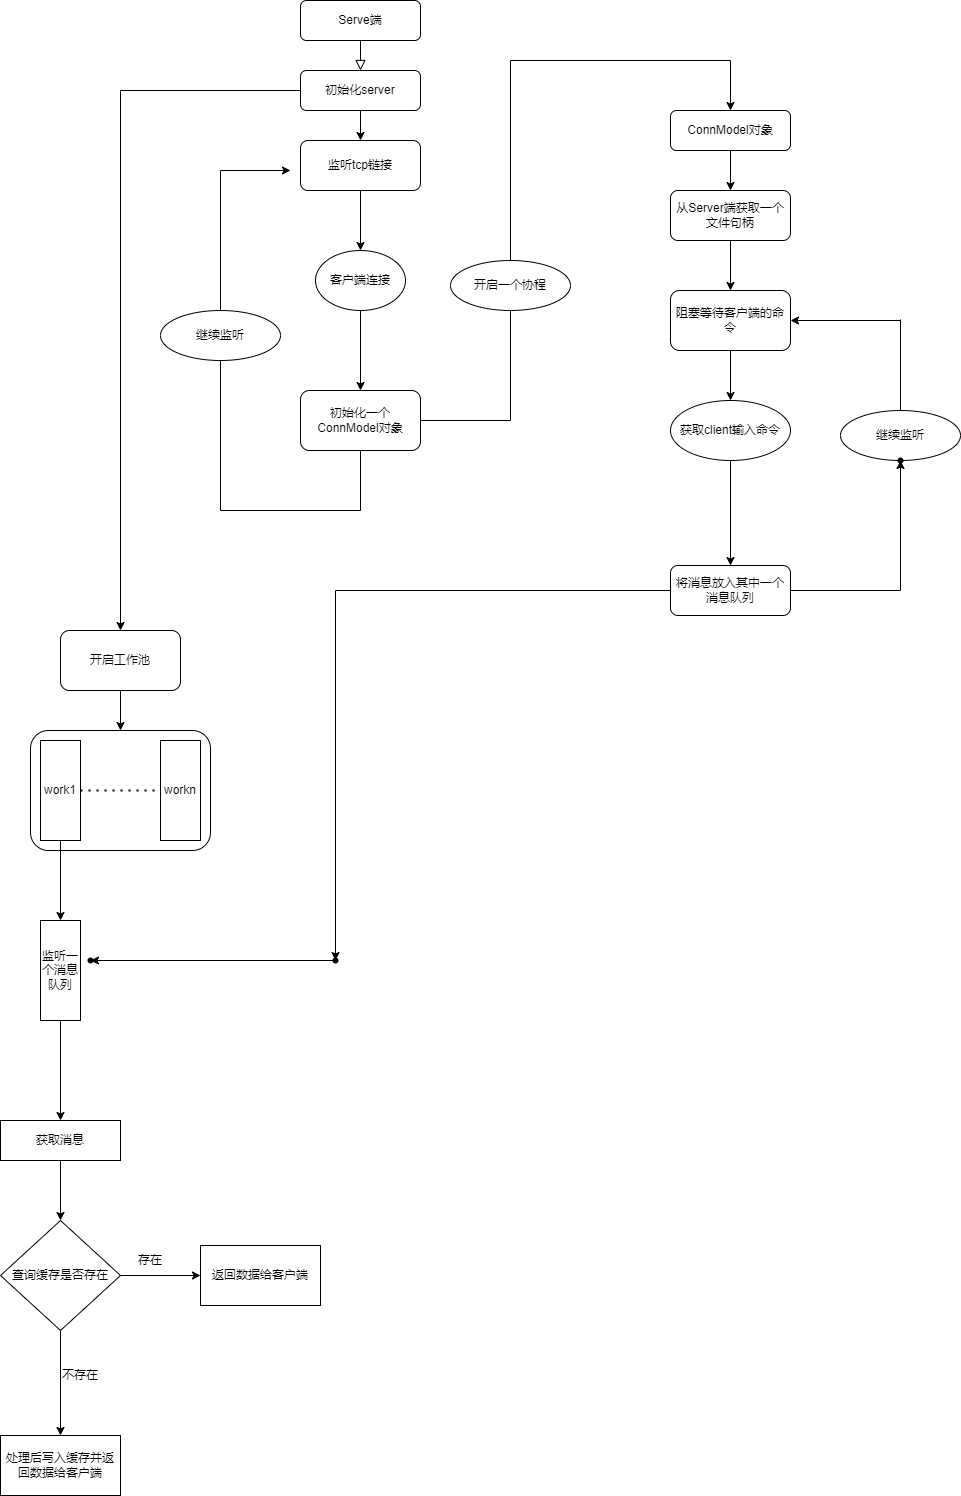 Serve端
初始化server
监听tcp链接
客户端连接
继续监听
初始化一个
ConnModel对象
开启一个协程
ConnModel对象
从Server端获取一个
文件句柄
阻塞等待客户端的命
令
获取client输入命令
继续监听
将消息放入其中一个
消息队列
开启工作池
work1
workn
监听一
个消息
队列
获取消息
查询缓存是否存在
存在
返回数据给客户端
不存在
处理后写入缓存并返
回数据给客户端